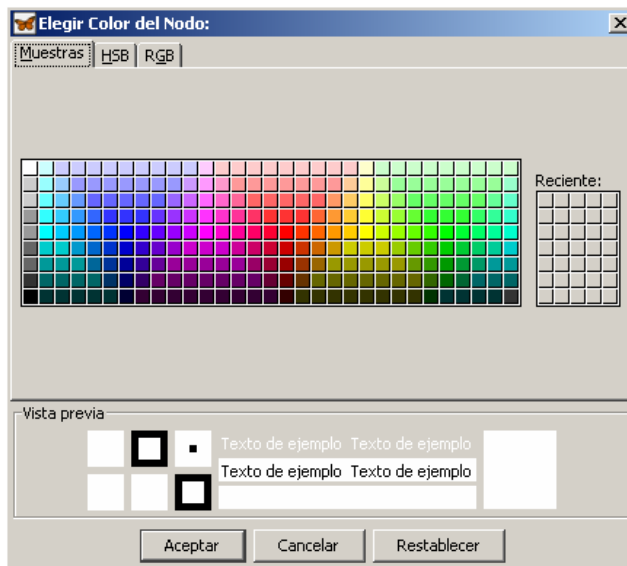 Elegir Color del Nodo:
Muestras HSB RGB
Reciente:
Vista previa
Texto de ejemplo Texto de ejemplo
Texto de ejemplo Texto de ejemplo
Aceptar Cancelar Restablecer